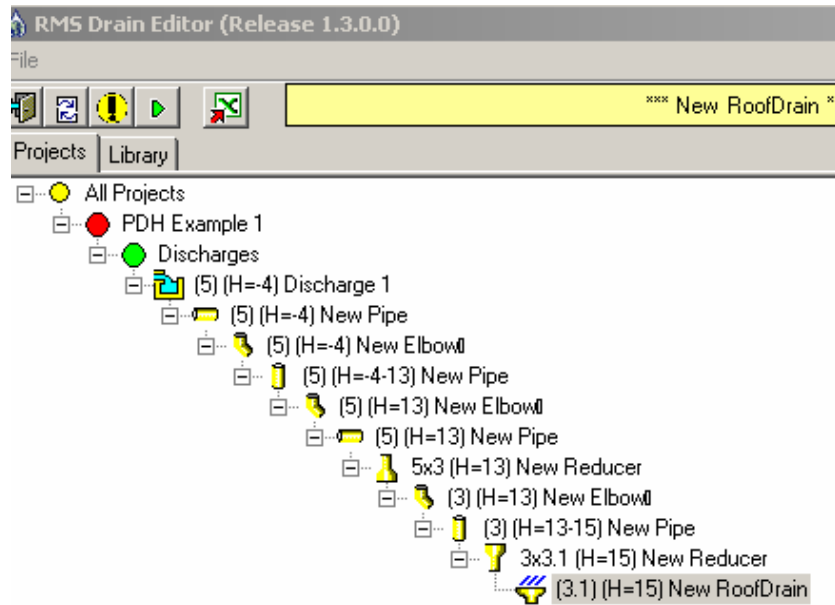 RMS Drain Editor (Release 1.3.0.0)
File
*** New RoofDrain *
Projects Library
All Projects
PDH Example 1
Discharges
(5) (H=-4) Discharge 1
(5) (H=-4) New Pipe
(5) (H=-4) New Elbow
(5) (H=-4-13) New Pipe
(5) (H=13) New Elbow
(5) (H=13) New Pipe
5x3 (H=13) New Reducer
(3) (H=13) New Elbow
(3) (H=13-15) New Pipe
3x3.1 (H=15) New Reducer
(3.1) (H=15) New RoofDrain